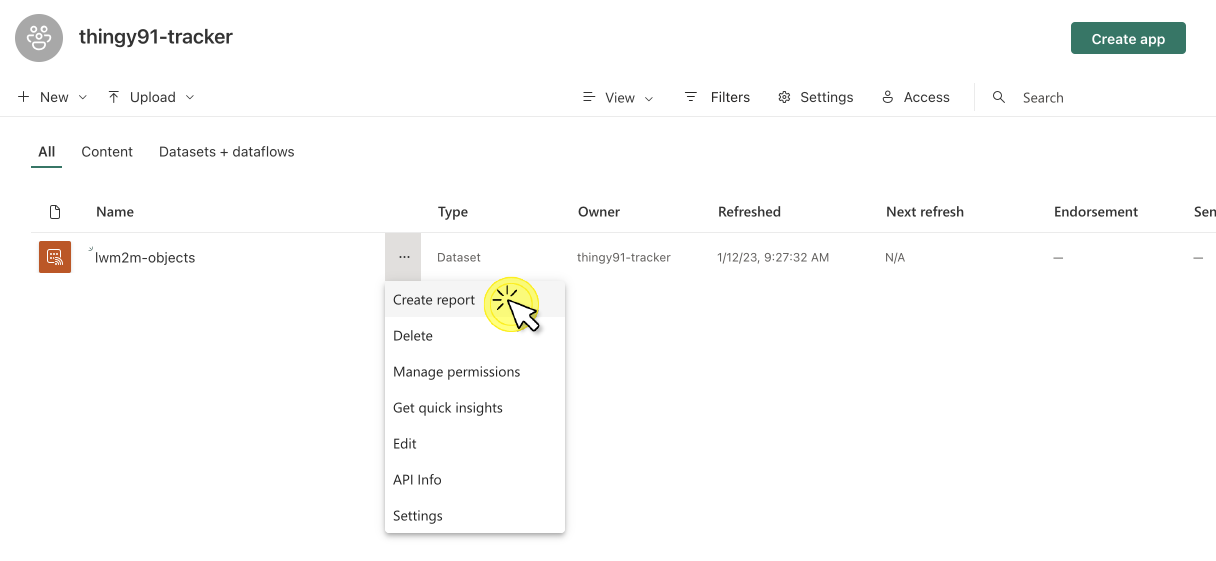 thingy91-tracker
Create app
New Upload View Filters Settings Access Search
All Content Datasets + dataflows
Name Type Owner Refreshed Next refresh Endorsement Sen
lwm2m-objects ... Dataset thingy91-tracker 1/12/23, 9:27:32 AM N/A — —
Create report
Delete
Manage permissions
Get quick insights
Edit
API Info
Settings